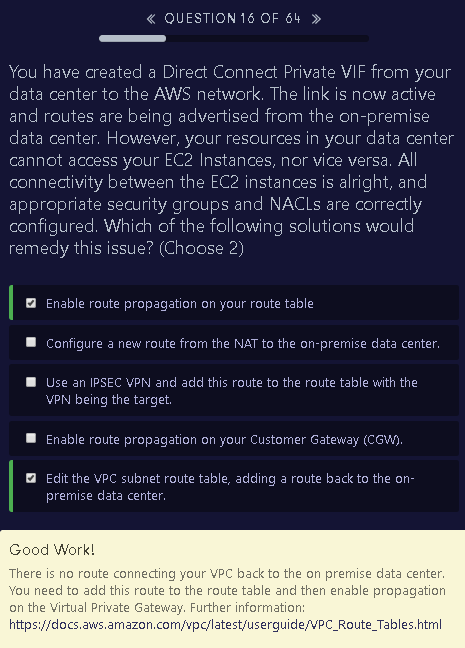 « QUESTION 16 OF 64 »
You have created a Direct Connect Private VIF from your
data center to the AWS network. The link is now active
and routes are being advertised from the on-premise
data center. However, your resources in your data center
cannot access your EC2 Instances, nor vice versa. All
connectivity between the EC2 instances is alright, and
appropriate security groups and NACLs are correctly
configured. Which of the following solutions would
remedy this issue? (Choose 2)
Enable route propagation on your route table
Configure a new route from the NAT to the on-premise data center.
Use an IPSEC VPN and add this route to the route table with the
VPN being the target.
Enable route propagation on your Customer Gateway (CGW).
Edit the VPC subnet route table, adding a route back to the on-
premise data center.
Good Work!
There is no route connecting your VPC back to the on premise data center.
You need to add this route to the route table and then enable propagation
on the Virtual Private Gateway. Further information:
https://docs.aws.amazon.com/vpc/latest/userguide/VPC_Route_Tables.html